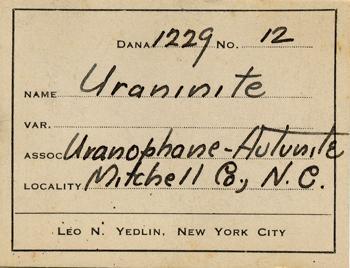 DANA 1229 NO. 12
NAME Uraninite
VAR.
ASSOC Uranophane-Autunite
LOCALITY Mitchell Co., N.C.
LEO N. YEDLIN, NEW YORK CITY